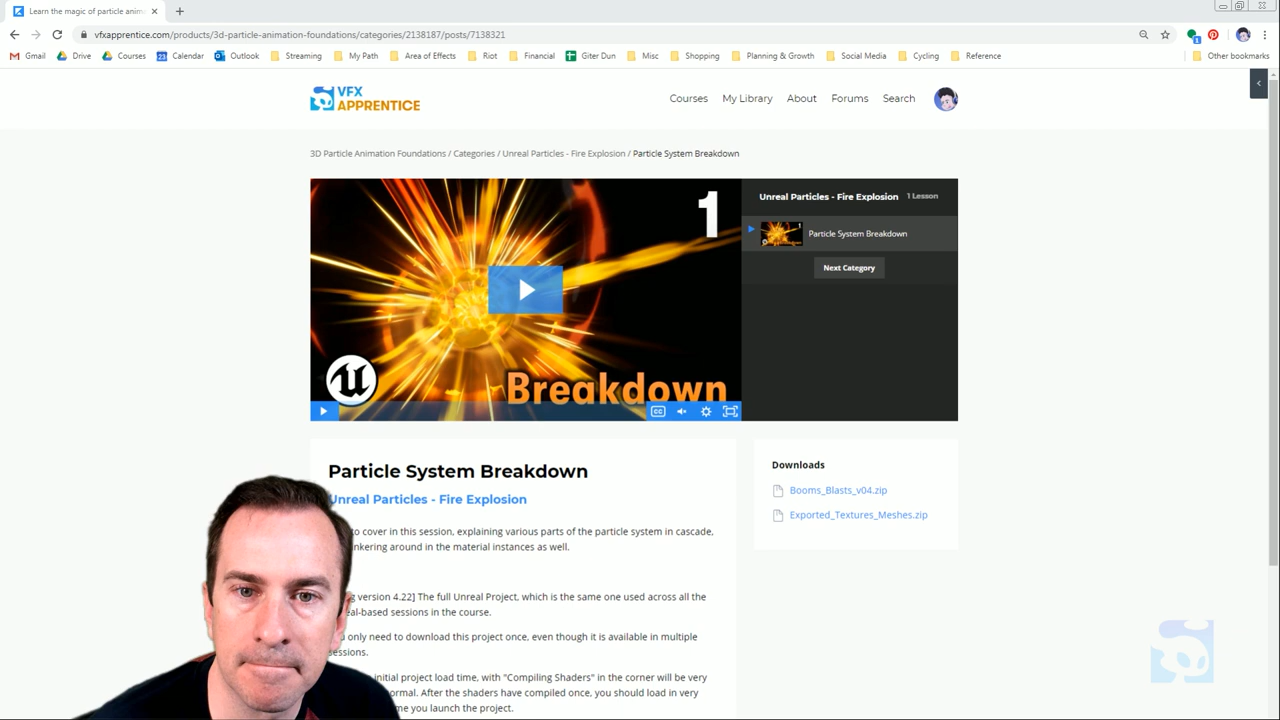 Learn the magic of particle anim
vfxapprentice.com/products/3d-particle-animation-foundations/categories/2138187/posts/7138321
Gmail Drive Courses 23 Calendar Outlook Streaming My Path Area of Effects Riot Financial Giter Dun Misc Shopping Planning & Growth Social Media Cycling Reference Other bookmarks
VFX
APPRENTICE
Courses My Library About Forums Search
3D Particle Animation Foundations / Categories / Unreal Particles - Fire Explosion / Particle System Breakdown
1
Breakdown
CC
Unreal Particles - Fire Explosion 1 Lesson
Particle System Breakdown
Next Category
Particle System Breakdown
Unreal Particles - Fire Explosion
to cover in this session, explaining various parts of the particle system in cascade,
nkering around in the material instances as well.
version 4.22] The full Unreal Project, which is the same one used across all the
eal-based sessions in the course.
only need to download this project once, even though it is available in multiple
sessions.
initial project load time, with "Compiling Shaders" in the corner will be very
ormal. After the shaders have compiled once, you should load in very
me you launch the project.
Downloads
Booms_Blasts_v04.zip
Exported_Textures_Meshes.zip